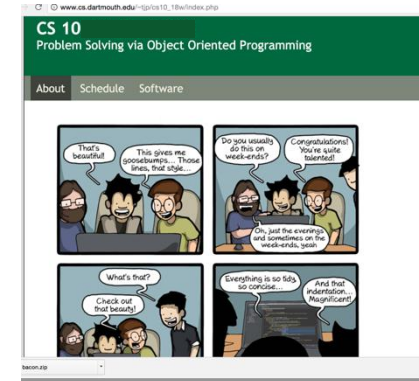 www.cs.dartmouth.edu/~tjp/cs10_18w/index.php
CS 10
Problem Solving via Object Oriented Programming
About Schedule Software
That's
beautiful!
This gives me
goosebumps... Those
lines, that style...
Do you usually
do this on
week-ends?
Congratulations!
You're quite
talented!
Oh, just the evenings
and sometimes on the
week-ends, yeah
What's that?
Check out
that beauty!
Everything is so tidy,
so concise...
And that
indentation...
Magnificent!
bacon.zip